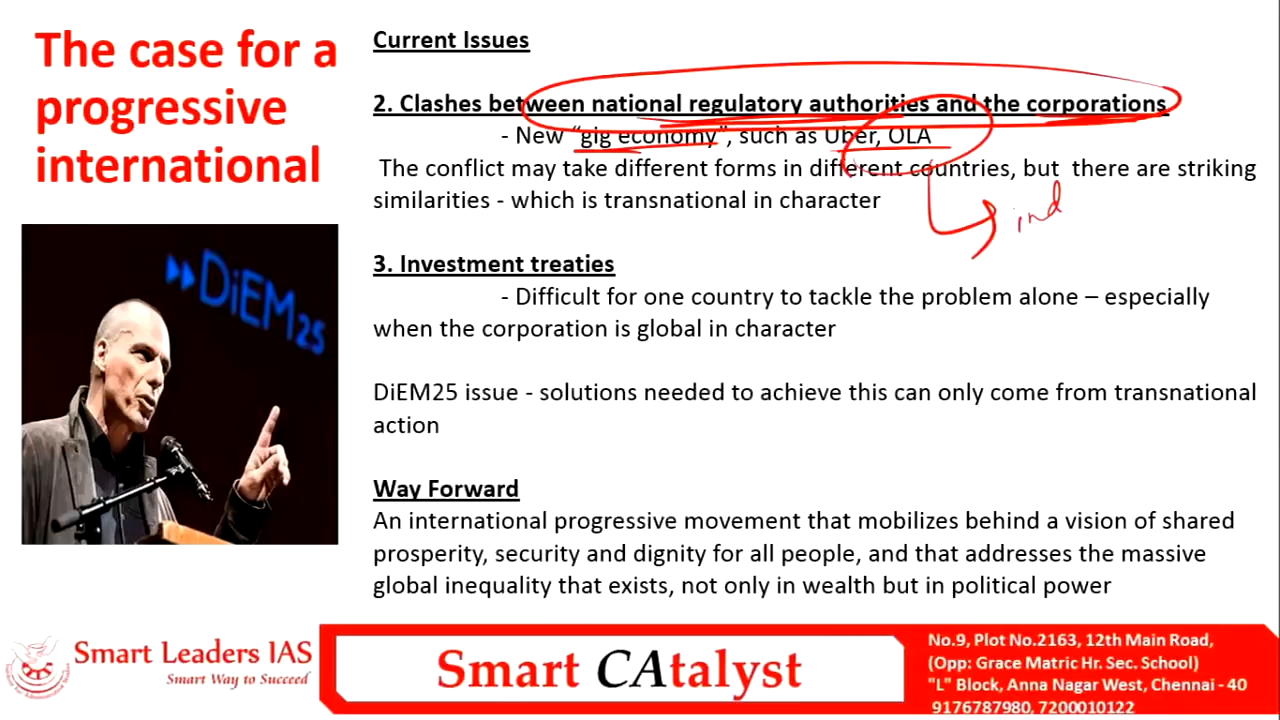 The case for a
progressive
international
Current Issues
2. Clashes between national regulatory authorities and the corporations
- New "gig economy", such as Uber, OLA
The conflict may take different forms in different countries, but there are striking
similarities - which is transnational in character
ind
3. Investment treaties
- Difficult for one country to tackle the problem alone – especially
when the corporation is global in character
DiEM25 issue - solutions needed to achieve this can only come from transnational
action
Way Forward
An international progressive movement that mobilizes behind a vision of shared
prosperity, security and dignity for all people, and that addresses the massive
global inequality that exists, not only in wealth but in political power
DiEM25
Smart Leaders IAS
Smart Way to Succeed
Smart CAtalyst
No.9, Plot No.2163, 12th Main Road,
(Opp: Grace Matric Hr. Sec. School)
"L" Block, Anna Nagar West, Chennai - 40
9176787980, 7200010122